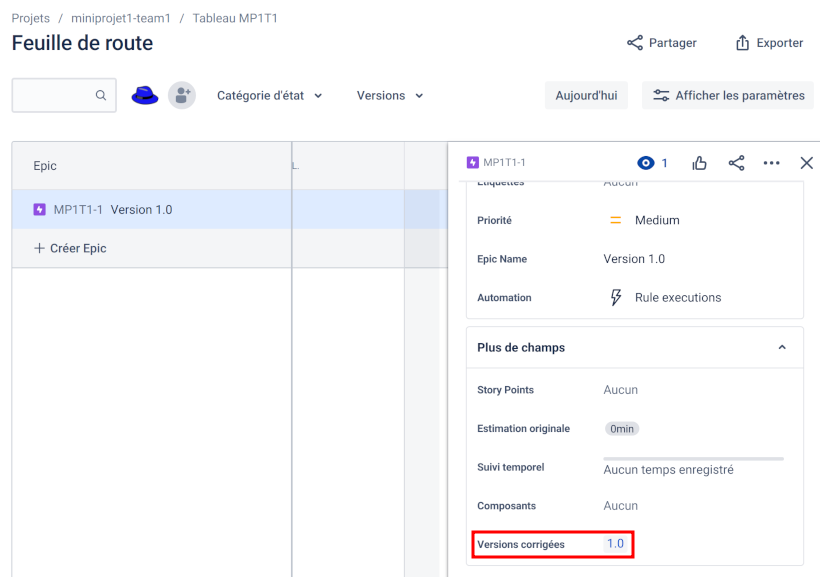 Projets / miniprojet1-team1 / Tableau MP1T1
Feuille de route
Partager
Exporter
Catégorie d'état
Versions
Aujourd'hui
Afficher les paramètres
Epic
L.
MP1T1-1 Version 1.0
+ Créer Epic
MP1T1-1
1
Étiquettes Aucun
Priorité Medium
Epic Name Version 1.0
Automation Rule executions
Plus de champs
Story Points Aucun
Estimation originale 0min
Suivi temporel Aucun temps enregistré
Composants Aucun
Versions corrigées 1.0